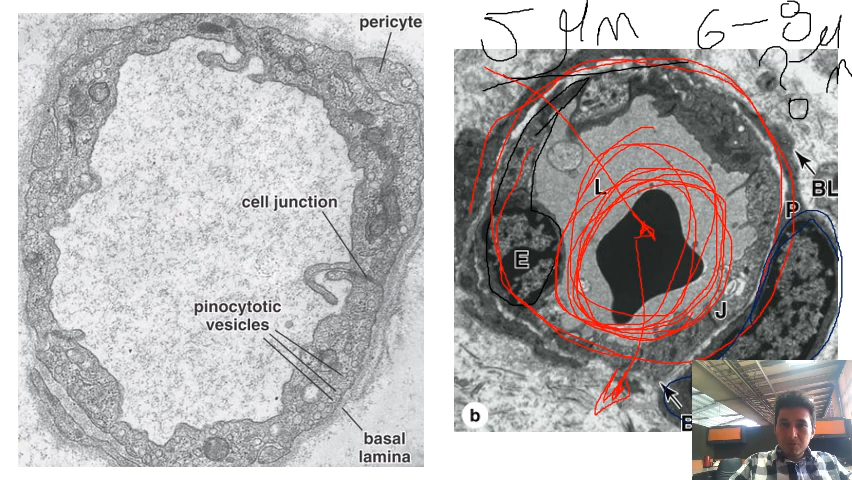 5 μm 6-8 μm
?
pericyte
cell junction
pinocytotic
vesicles
basal
lamina
L
BL
P
E
J
b